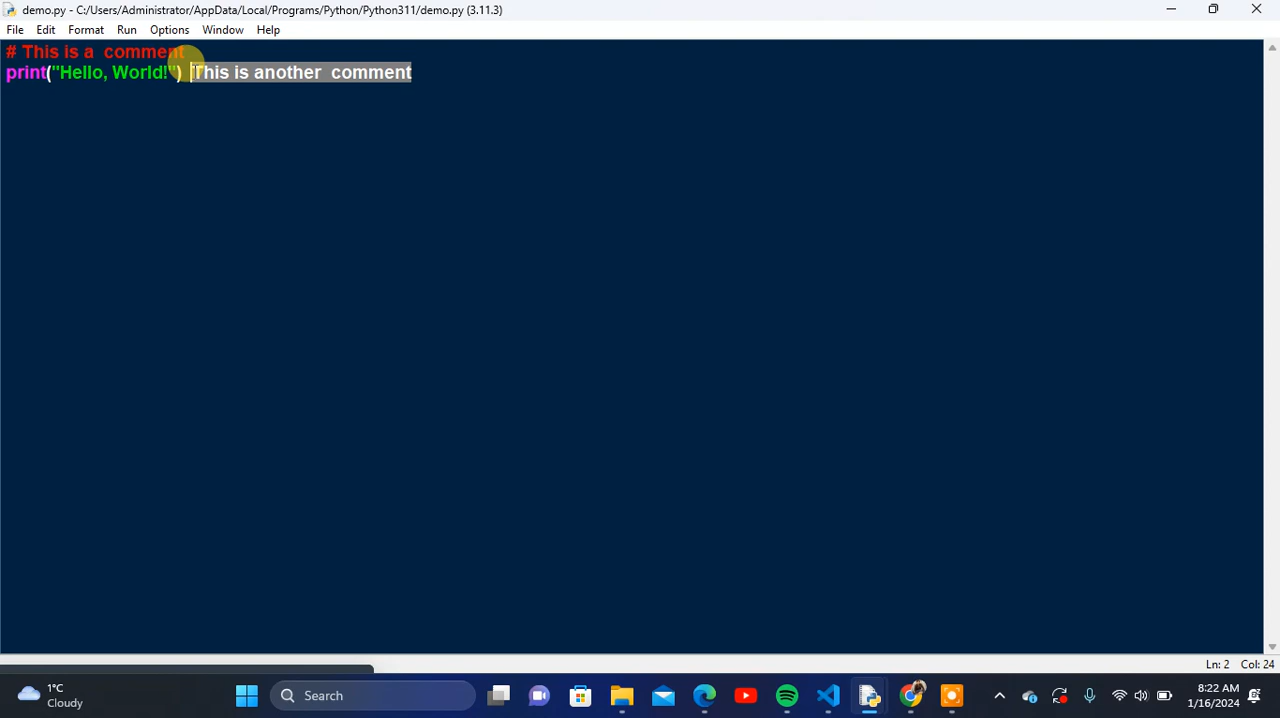 demo.py - C:/Users/Administrator/AppData/Local/Programs/Python/Python311/demo.py (3.11.3)
File Edit Format Run Options Window Help
# This is a  comment
print("Hello, World!") This is another  comment
Ln: 2 Col: 24
1°C
Cloudy
Search
8:22 AM
1/16/2024